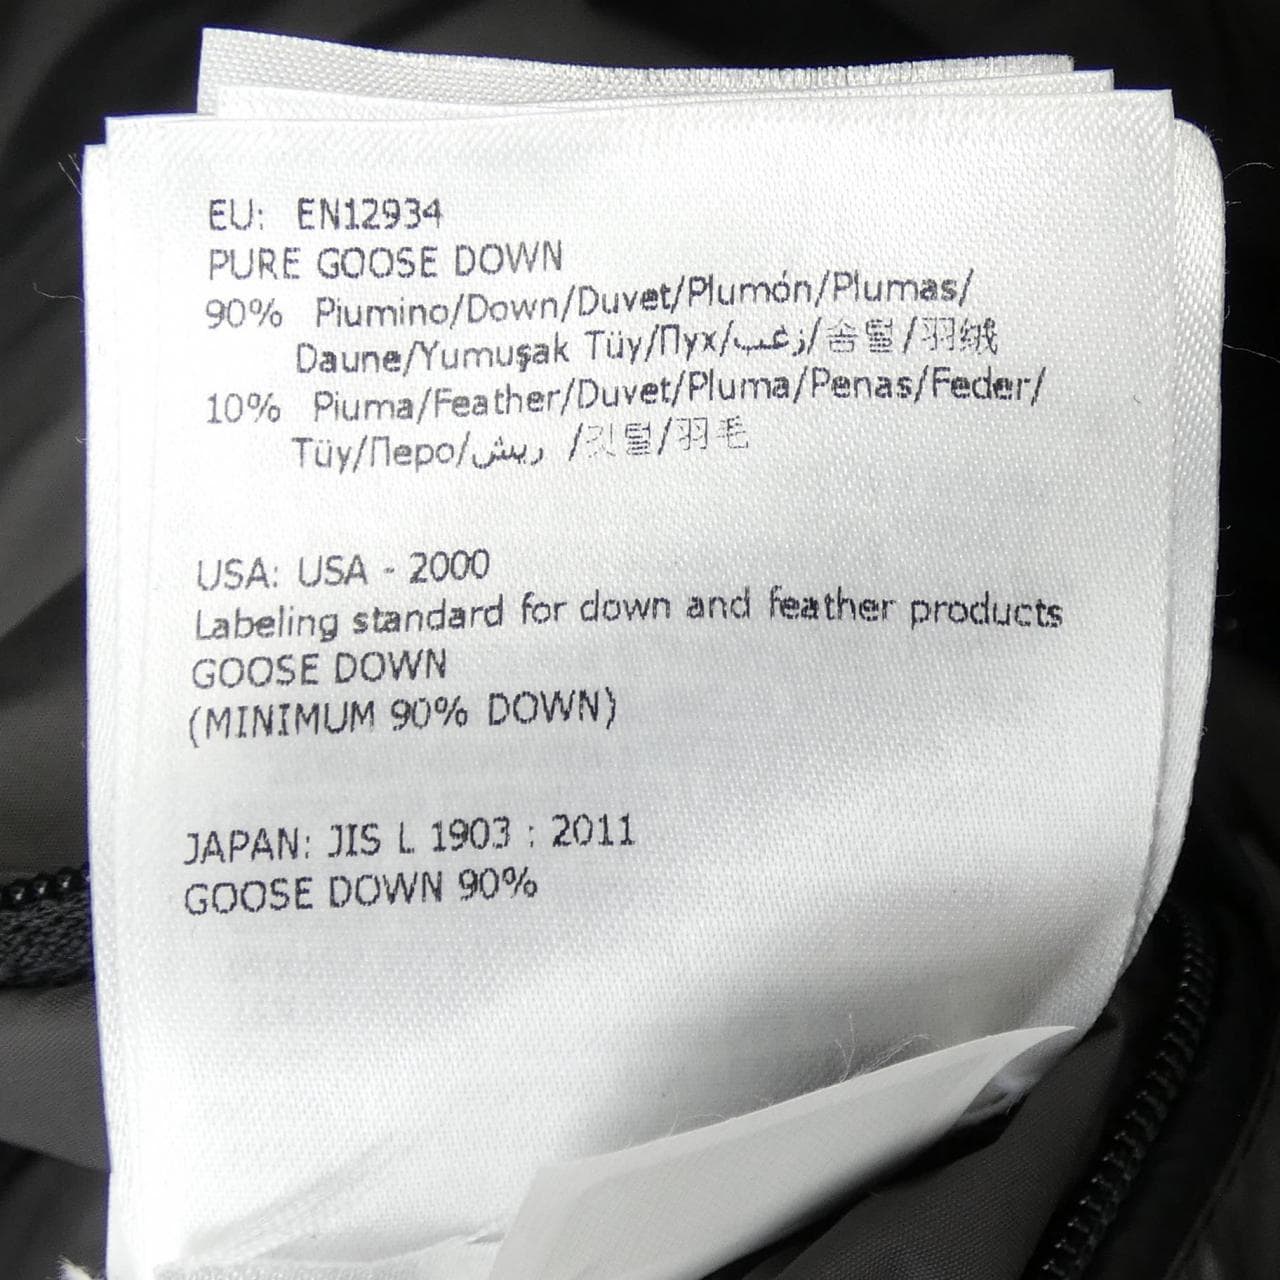 EU: EN12934
PURE GOOSE DOWN
90% Piumino/Down/Duvet/Plumón/Plumas/
Daune/Yumuşak Tüy/Пух/زغب/솜털/羽绒
10% Piuma/Feather/Duvet/Pluma/Penas/Feder/
Tüy/Перо/ريش /깃털/羽毛
USA: USA - 2000
Labeling standard for down and feather products
GOOSE DOWN
(MINIMUM 90% DOWN)
JAPAN: JIS L 1903 : 2011
GOOSE DOWN 90%